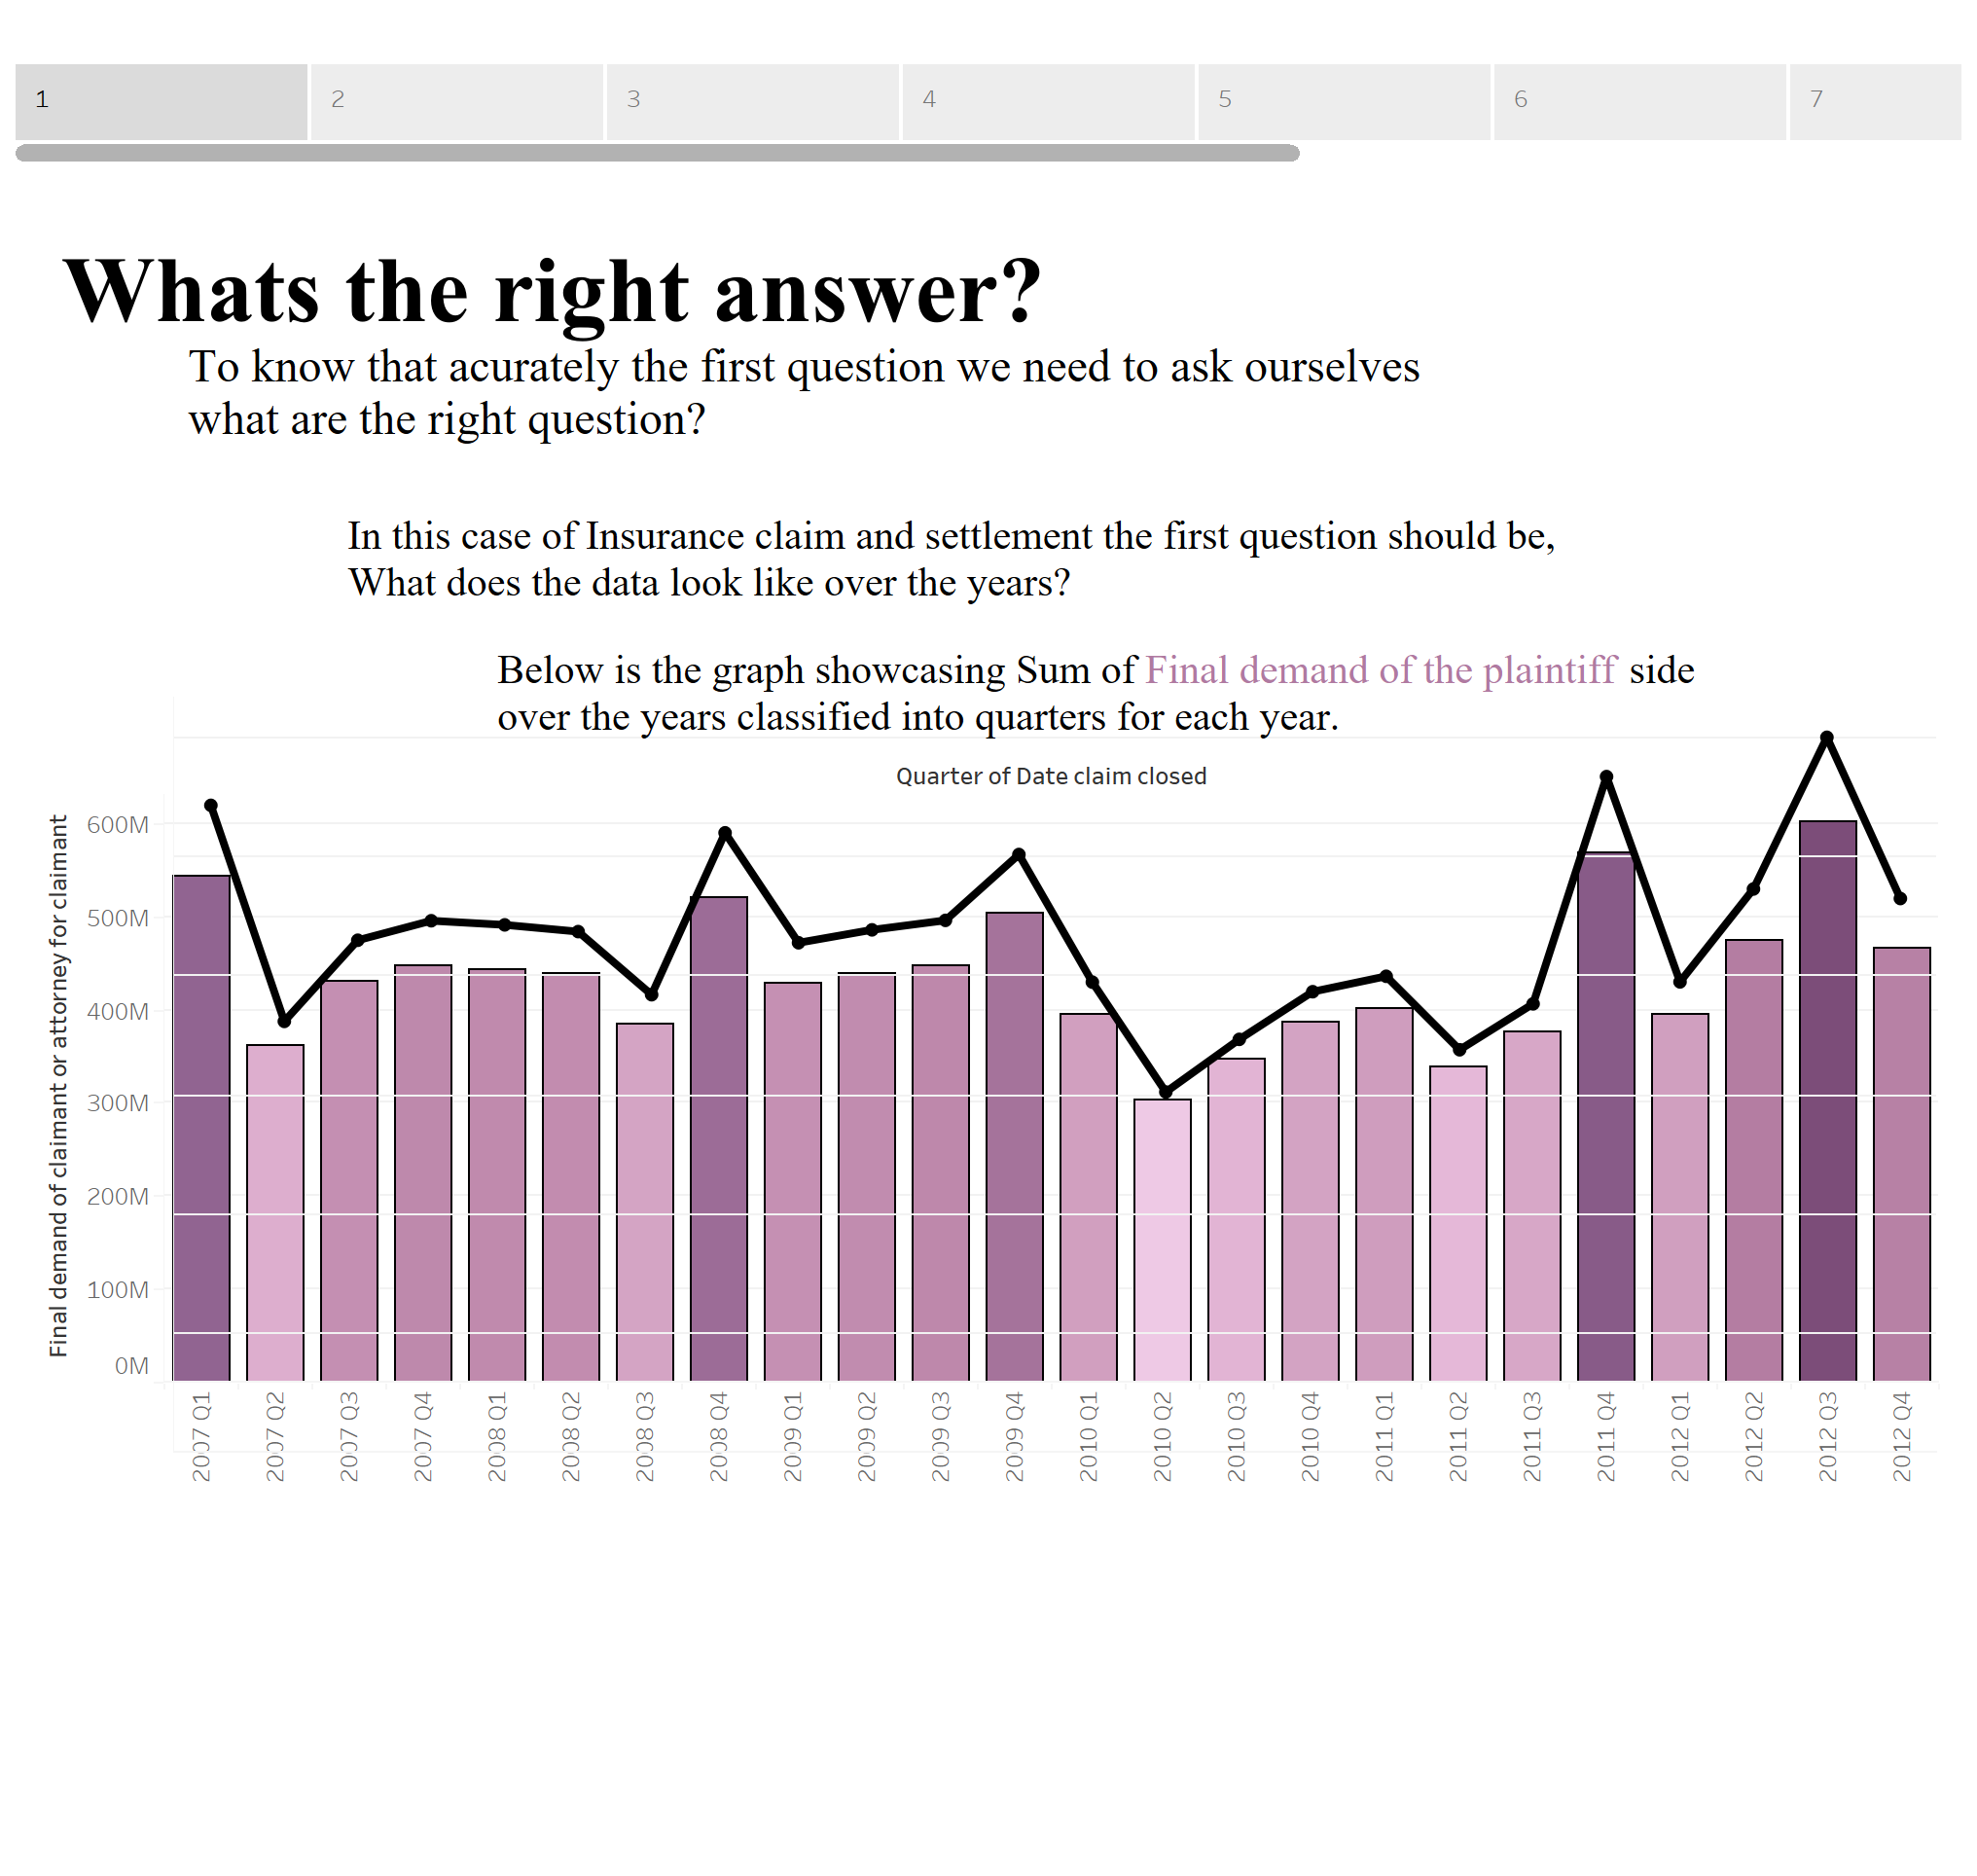 1 2 3 4 5 6 7
Whats the right answer?
To know that acurately the first question we need to ask ourselves
what are the right question?
In this case of Insurance claim and settlement the first question should be,
What does the data look like over the years?
Below is the graph showcasing Sum of Final demand of the plaintiff side
over the years classified into quarters for each year.
Quarter of Date claim closed
Final demand of claimant or attorney for claimant
600M
500M
400M
300M
200M
100M
0M
2007 Q1
2007 Q2
2007 Q3
2007 Q4
2008 Q1
2008 Q2
2008 Q3
2008 Q4
2009 Q1
2009 Q2
2009 Q3
2009 Q4
2010 Q1
2010 Q2
2010 Q3
2010 Q4
2011 Q1
2011 Q2
2011 Q3
2011 Q4
2012 Q1
2012 Q2
2012 Q3
2012 Q4